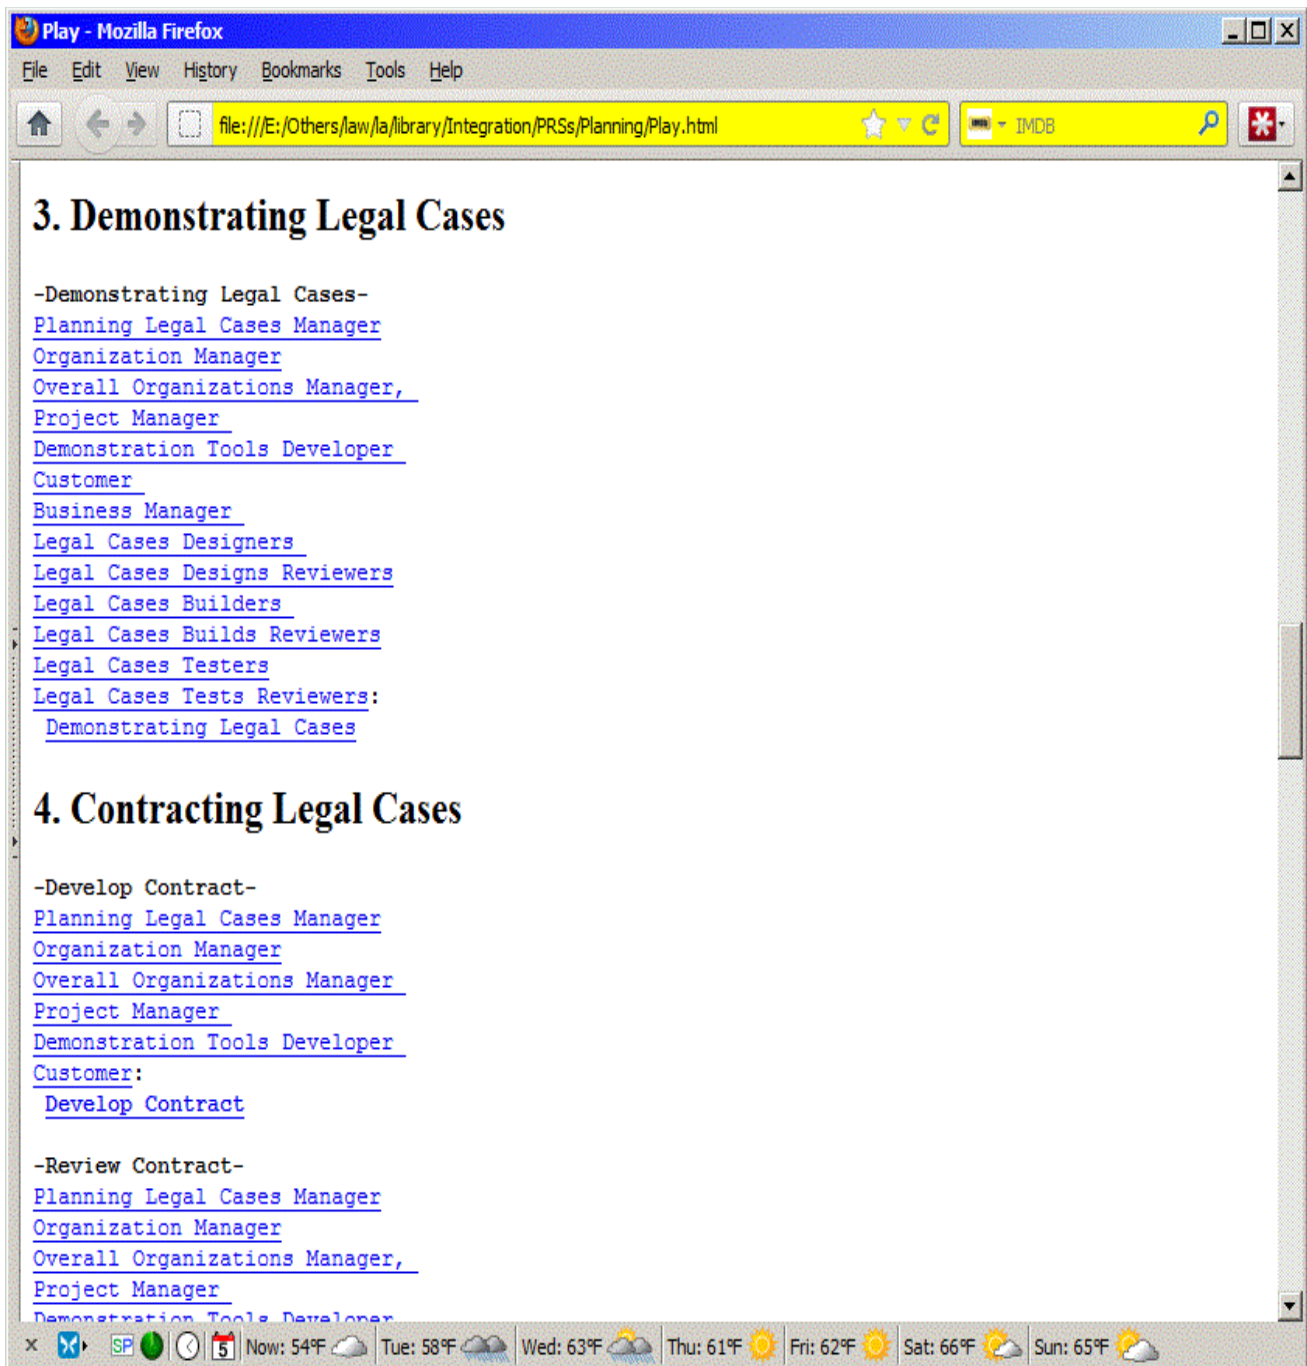 Play - Mozilla Firefox
File Edit View History Bookmarks Tools Help
file:///E:/Others/law/la/library/Integration/PRSs/Planning/Play.html IMDB
3. Demonstrating Legal Cases
-Demonstrating Legal Cases-
Planning Legal Cases Manager
Organization Manager
Overall Organizations Manager,
Project Manager
Demonstration Tools Developer
Customer
Business Manager
Legal Cases Designers
Legal Cases Designs Reviewers
Legal Cases Builders
Legal Cases Builds Reviewers
Legal Cases Testers
Legal Cases Tests Reviewers:
Demonstrating Legal Cases
4. Contracting Legal Cases
-Develop Contract-
Planning Legal Cases Manager
Organization Manager
Overall Organizations Manager
Project Manager
Demonstration Tools Developer
Customer:
Develop Contract
-Review Contract-
Planning Legal Cases Manager
Organization Manager
Overall Organizations Manager,
Project Manager
Demonstration Tools Developer
SP 5 Now: 54°F Tue: 58°F Wed: 63°F Thu: 61°F Fri: 62°F Sat: 66°F Sun: 65°F